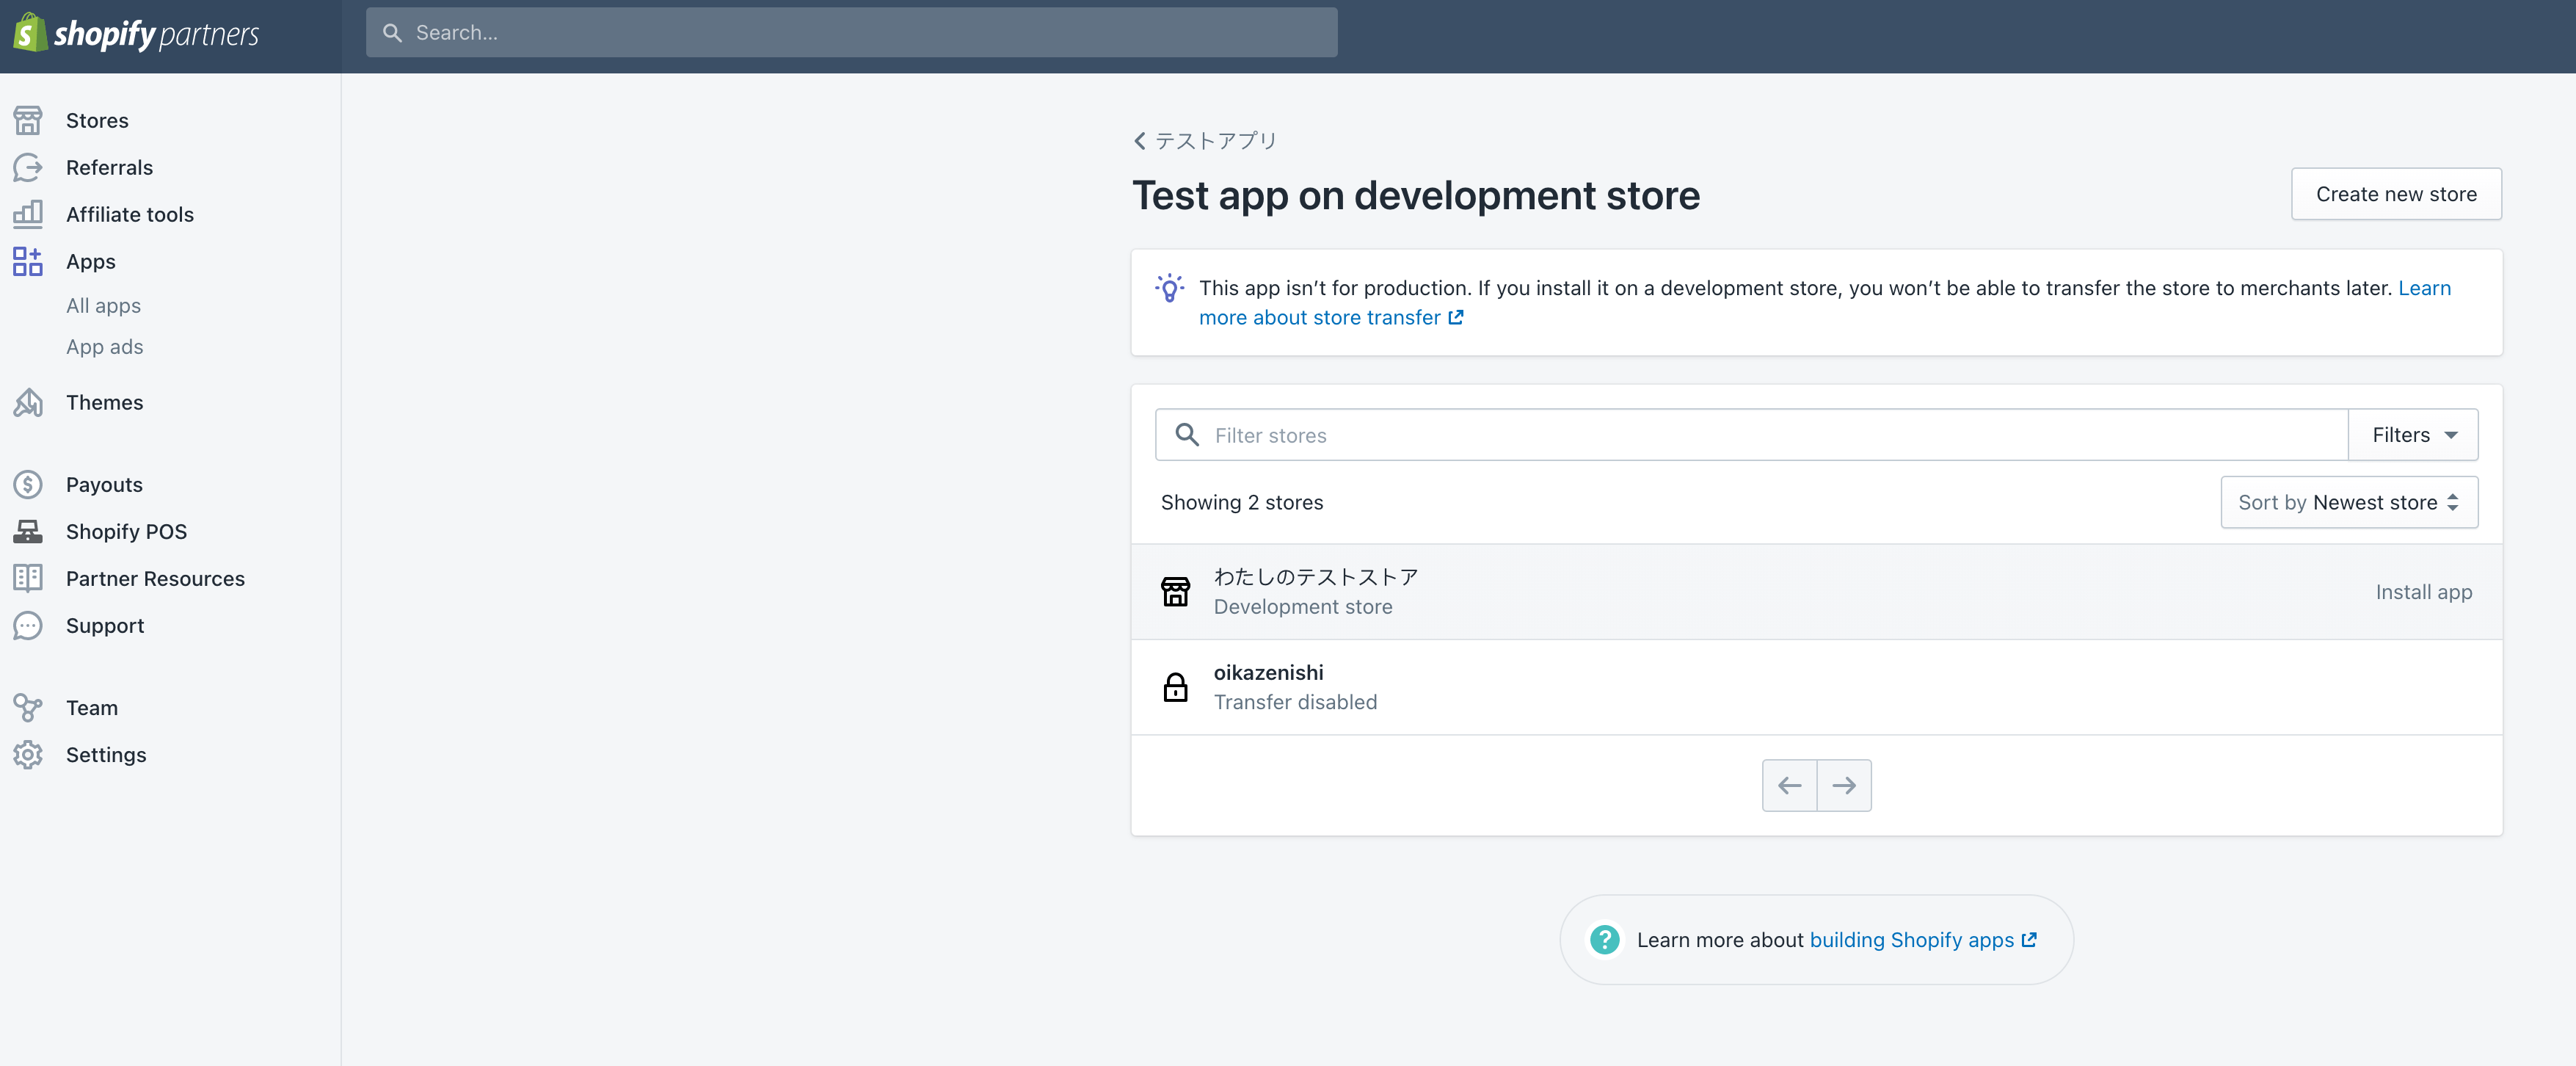 shopify partners
Search...
Stores
Referrals
Affiliate tools
Apps
All apps
App ads
Themes
Payouts
Shopify POS
Partner Resources
Support
Team
Settings
テストアプリ
Test app on development store
Create new store
This app isn’t for production. If you install it on a development store, you won’t be able to transfer the store to merchants later. Learn
more about store transfer
Filter stores
Filters
Showing 2 stores
Sort by Newest store
わたしのテストストア
Development store
Install app
oikazenishi
Transfer disabled
Learn more about building Shopify apps